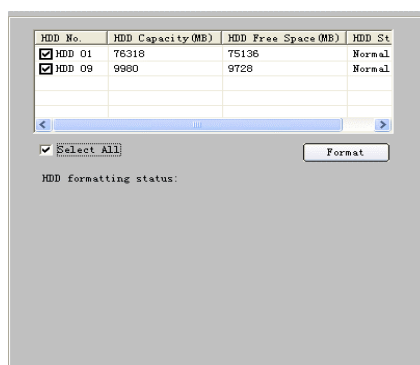 HDD No. HDD Capacity(MB) HDD Free Space(MB) HDD St
HDD 01 76318 75136 Normal
HDD 09 9980 9728 Normal
Select All Format
HDD formatting status: